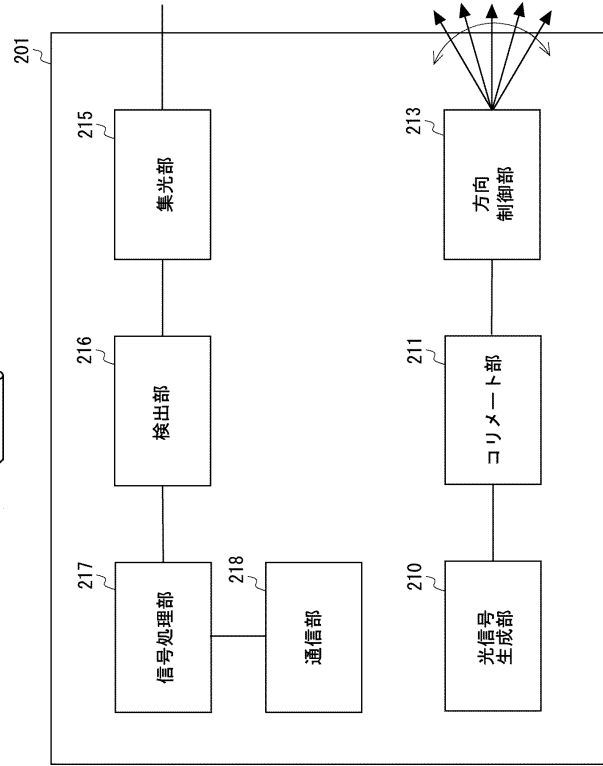 201
215
集光部
216
検出部
217
信号処理部
218
通信部
213
方向
制御部
211
コリメート部
210
光信号
生成部